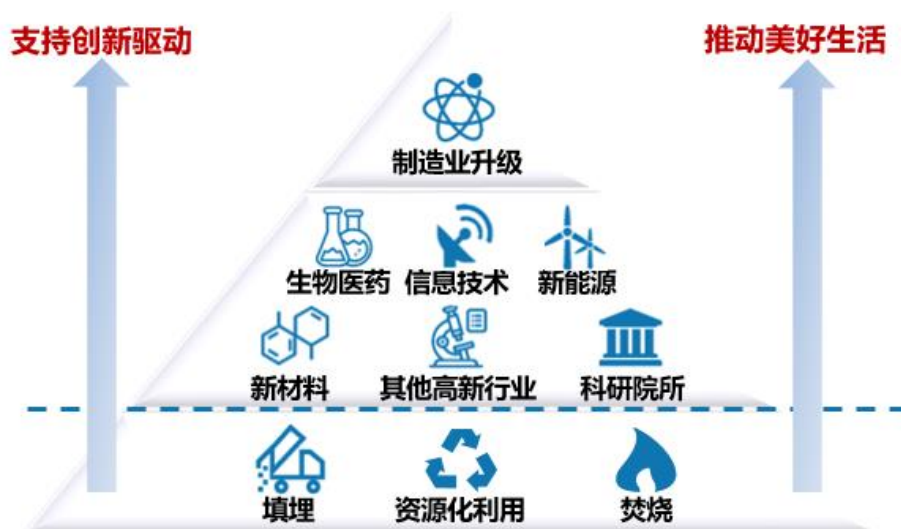 支持创新驱动
推动美好生活
制造业升级
生物医药 信息技术 新能源
新材料 其他高新行业 科研院所
填埋 资源化利用 焚烧